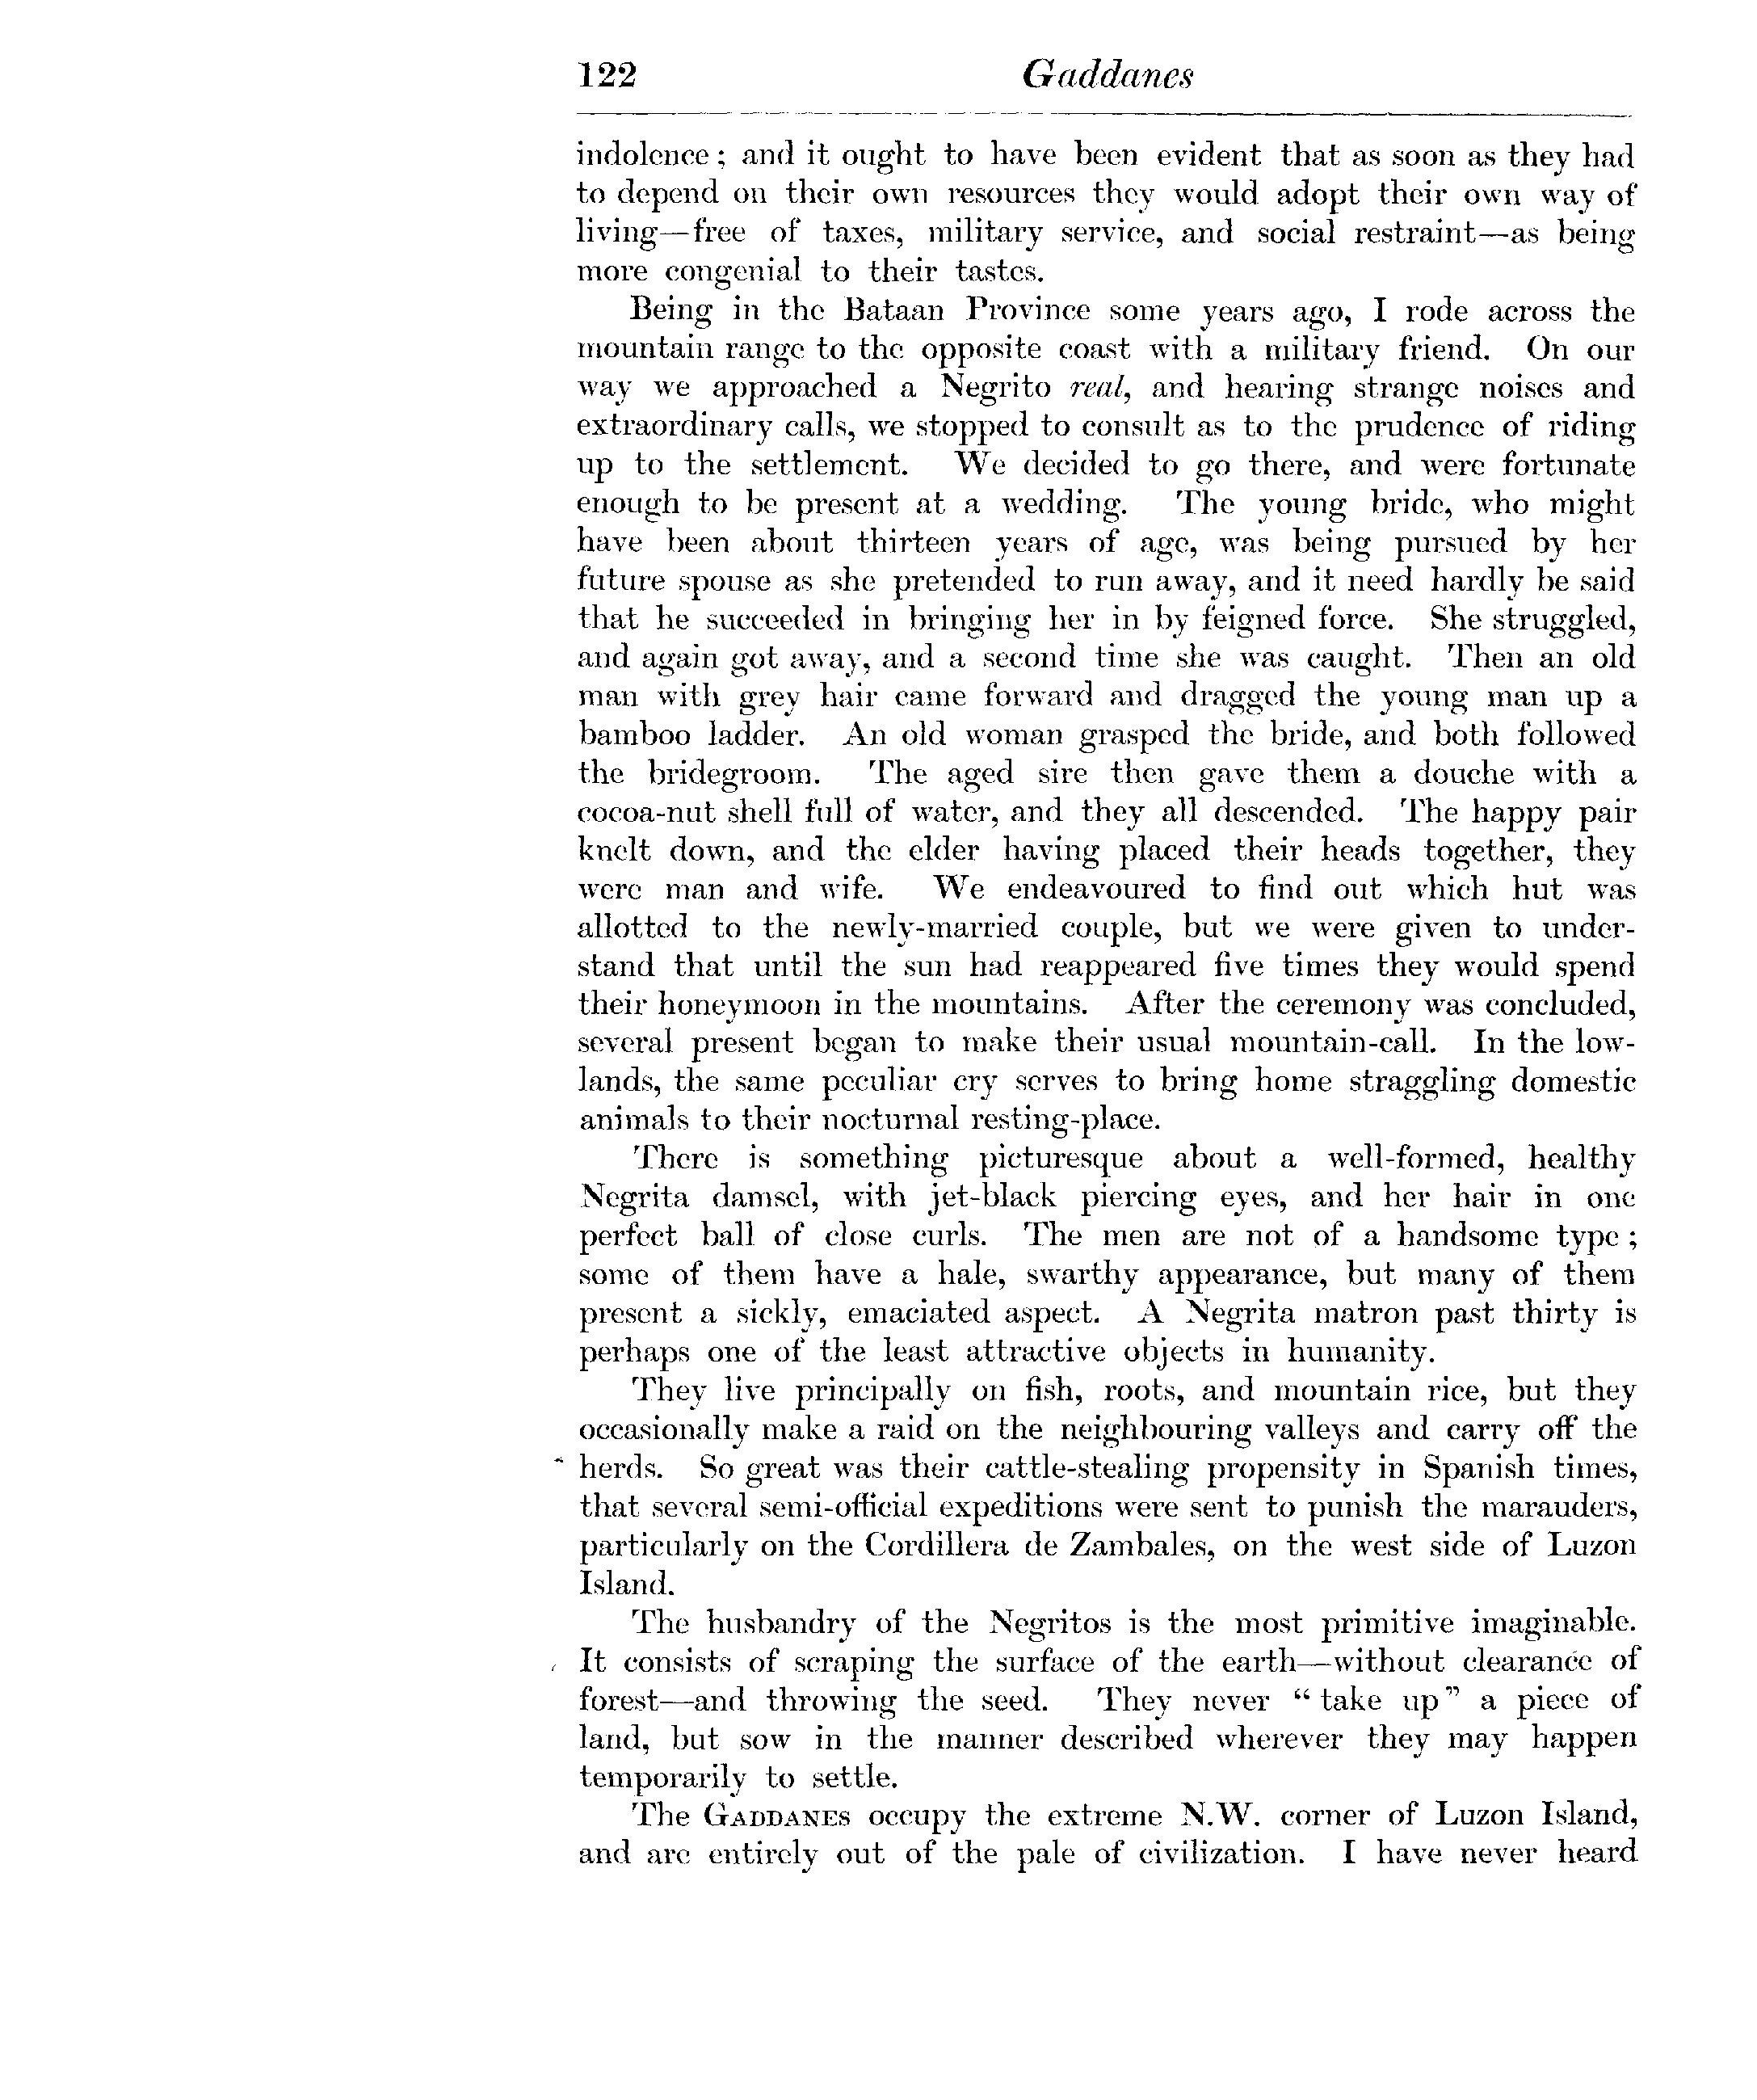 122 Gaddanes
indolence; and it ought to have been evident that as soon as they had
to depend on their own resources they would adopt their own way of
living—free of taxes, military service, and social restraint—as being
more congenial to their tastes.
Being in the Bataan Province some years ago, I rode across the
mountain range to the opposite coast with a military friend. On our
way we approached a Negrito real, and hearing strange noises and
extraordinary calls, we stopped to consult as to the prudence of riding
up to the settlement. We decided to go there, and were fortunate
enough to be present at a wedding. The young bride, who might
have been about thirteen years of age, was being pursued by her
future spouse as she pretended to run away, and it need hardly be said
that he succeeded in bringing her in by feigned force. She struggled,
and again got away, and a second time she was caught. Then an old
man with grey hair came forward and dragged the young man up a
bamboo ladder. An old woman grasped the bride, and both followed
the bridegroom. The aged sire then gave them a douche with a
cocoa-nut shell full of water, and they all descended. The happy pair
knelt down, and the elder having placed their heads together, they
were man and wife. We endeavoured to find out which hut was
allotted to the newly-married couple, but we were given to under-
stand that until the sun had reappeared five times they would spend
their honeymoon in the mountains. After the ceremony was concluded,
several present began to make their usual mountain-call. In the low-
lands, the same peculiar cry serves to bring home straggling domestic
animals to their nocturnal resting-place.
There is something picturesque about a well-formed, healthy
Negrita damsel, with jet-black piercing eyes, and her hair in one
perfect ball of close curls. The men are not of a handsome type;
some of them have a hale, swarthy appearance, but many of them
present a sickly, emaciated aspect. A Negrita matron past thirty is
perhaps one of the least attractive objects in humanity.
They live principally on fish, roots, and mountain rice, but they
occasionally make a raid on the neighbouring valleys and carry off the
herds. So great was their cattle-stealing propensity in Spanish times,
that several semi-official expeditions were sent to punish the marauders,
particularly on the Cordillera de Zambales, on the west side of Luzon
Island.
The husbandry of the Negritos is the most primitive imaginable.
It consists of scraping the surface of the earth—without clearance of
forest—and throwing the seed. They never “take up” a piece of
land, but sow in the manner described wherever they may happen
temporarily to settle.
The GADDANES occupy the extreme N.W. corner of Luzon Island,
and are entirely out of the pale of civilization. I have never heard